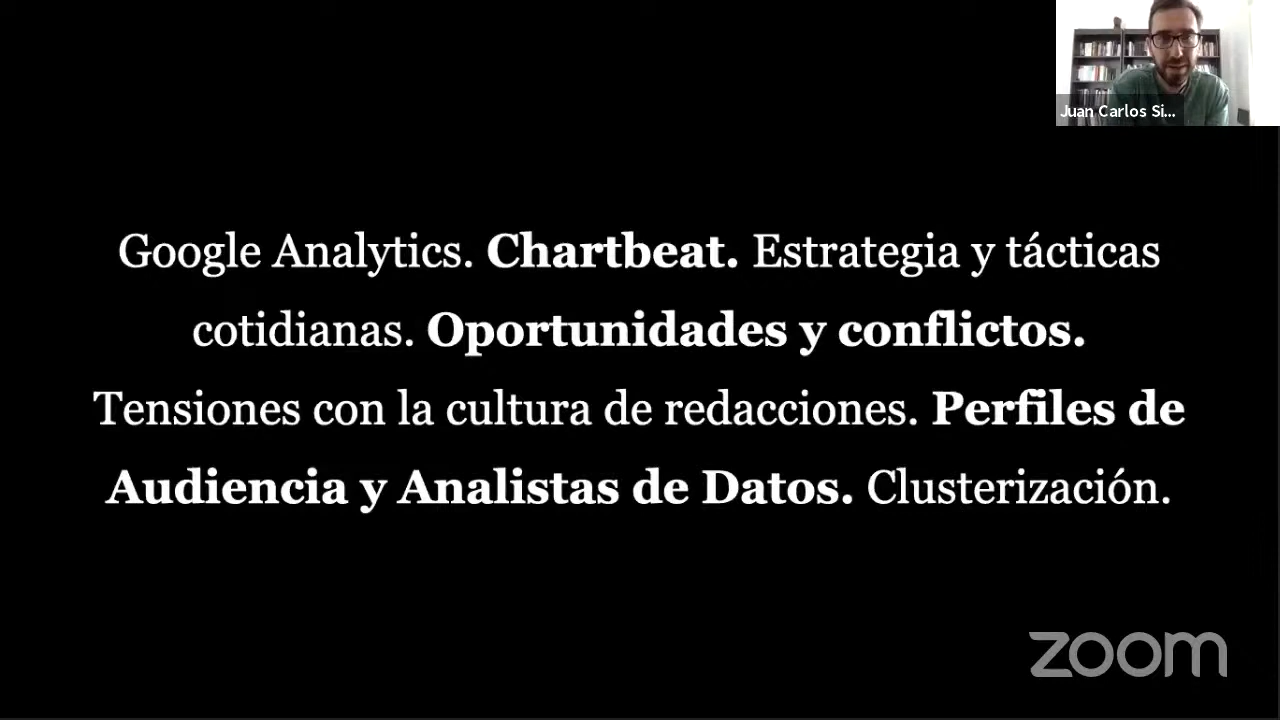 Juan Carlos Si...
Google Analytics. Chartbeat. Estrategia y tácticas
cotidianas. Oportunidades y conflictos.
Tensiones con la cultura de redacciones. Perfiles de
Audiencia y Analistas de Datos. Clusterización.
zoom